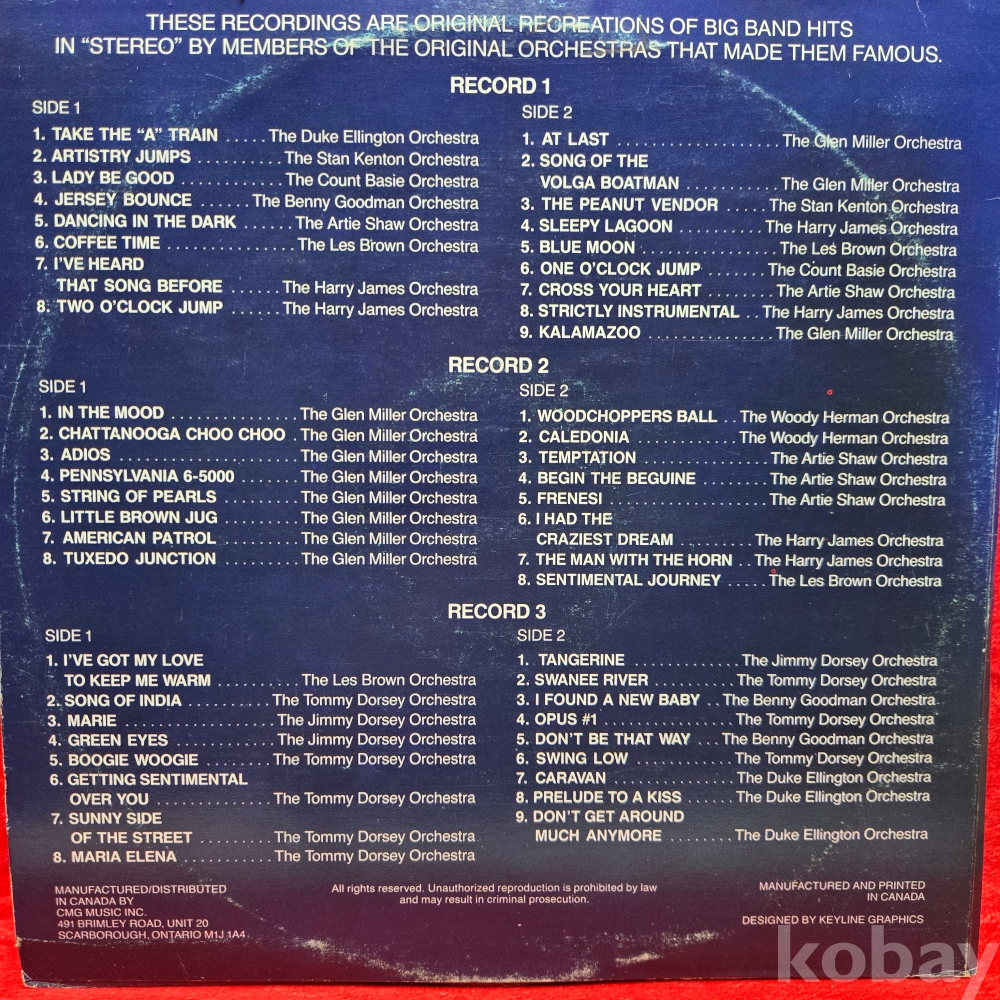 THESE RECORDINGS ARE ORIGINAL RECREATIONS OF BIG BAND HITS
IN “STEREO” BY MEMBERS OF THE ORIGINAL ORCHESTRAS THAT MADE THEM FAMOUS.
RECORD 1
SIDE 1
1. TAKE THE “A” TRAIN ..... The Duke Ellington Orchestra
2. ARTISTRY JUMPS .......... The Stan Kenton Orchestra
3. LADY BE GOOD ............ The Count Basie Orchestra
4. JERSEY BOUNCE ....... The Benny Goodman Orchestra
5. DANCING IN THE DARK ...... The Artie Shaw Orchestra
6. COFFEE TIME ............... The Les Brown Orchestra
7. I’VE HEARD
THAT SONG BEFORE ...... The Harry James Orchestra
8. TWO O’CLOCK JUMP ...... The Harry James Orchestra
SIDE 2
1. AT LAST ..................... The Glen Miller Orchestra
2. SONG OF THE
VOLGA BOATMAN ........... The Glen Miller Orchestra
3. THE PEANUT VENDOR ..... The Stan Kenton Orchestra
4. SLEEPY LAGOON .......... The Harry James Orchestra
5. BLUE MOON ................ The Les Brown Orchestra
6. ONE O’CLOCK JUMP ........ The Count Basie Orchestra
7. CROSS YOUR HEART ........ The Artie Shaw Orchestra
8. STRICTLY INSTRUMENTAL .. The Harry James Orchestra
9. KALAMAZOO ............... The Glen Miller Orchestra
RECORD 2
SIDE 1
1. IN THE MOOD ............... The Glen Miller Orchestra
2. CHATTANOOGA CHOO CHOO . The Glen Miller Orchestra
3. ADIOS ...................... The Glen Miller Orchestra
4. PENNSYLVANIA 6-5000 ....... The Glen Miller Orchestra
5. STRING OF PEARLS ......... The Glen Miller Orchestra
6. LITTLE BROWN JUG ......... The Glen Miller Orchestra
7. AMERICAN PATROL ......... The Glen Miller Orchestra
8. TUXEDO JUNCTION ......... The Glen Miller Orchestra
SIDE 2
1. WOODCHOPPERS BALL .. The Woody Herman Orchestra
2. CALEDONIA ............. The Woody Herman Orchestra
3. TEMPTATION ................ The Artie Shaw Orchestra
4. BEGIN THE BEGUINE ......... The Artie Shaw Orchestra
5. FRENESI .................... The Artie Shaw Orchestra
6. I HAD THE
CRAZIEST DREAM .......... The Harry James Orchestra
7. THE MAN WITH THE HORN .. The Harry James Orchestra
8. SENTIMENTAL JOURNEY ..... The Les Brown Orchestra
RECORD 3
SIDE 1
1. I’VE GOT MY LOVE
TO KEEP ME WARM .......... The Les Brown Orchestra
2. SONG OF INDIA .......... The Tommy Dorsey Orchestra
3. MARIE .................. The Jimmy Dorsey Orchestra
4. GREEN EYES ............ The Jimmy Dorsey Orchestra
5. BOOGIE WOOGIE ........ The Tommy Dorsey Orchestra
6. GETTING SENTIMENTAL
OVER YOU ............. The Tommy Dorsey Orchestra
7. SUNNY SIDE
OF THE STREET ......... The Tommy Dorsey Orchestra
8. MARIA ELENA ........... The Tommy Dorsey Orchestra
SIDE 2
1. TANGERINE ............. The Jimmy Dorsey Orchestra
2. SWANEE RIVER .......... The Tommy Dorsey Orchestra
3. I FOUND A NEW BABY .. The Benny Goodman Orchestra
4. OPUS #1 ................ The Tommy Dorsey Orchestra
5. DON’T BE THAT WAY ... The Benny Goodman Orchestra
6. SWING LOW ............. The Tommy Dorsey Orchestra
7. CARAVAN ............... The Duke Ellington Orchestra
8. PRELUDE TO A KISS ...... The Duke Ellington Orchestra
9. DON’T GET AROUND
MUCH ANYMORE ........ The Duke Ellington Orchestra
MANUFACTURED/DISTRIBUTED
IN CANADA BY
CMG MUSIC INC.
491 BRIMLEY ROAD, UNIT 20
SCARBOROUGH, ONTARIO M1J 1A4
All rights reserved. Unauthorized reproduction is prohibited by law
and may result in criminal prosecution.
MANUFACTURED AND PRINTED
IN CANADA
DESIGNED BY KEYLINE GRAPHICS
kobay